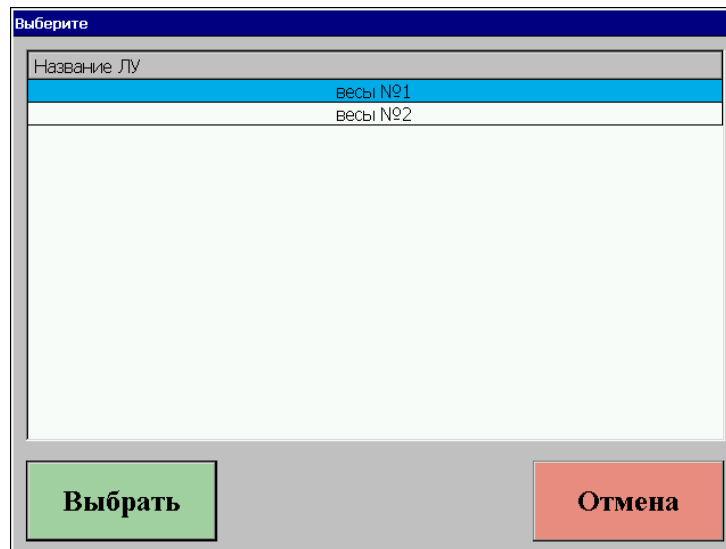 Выберите
Название ЛУ
весы №1
весы №2
Выбрать
Отмена